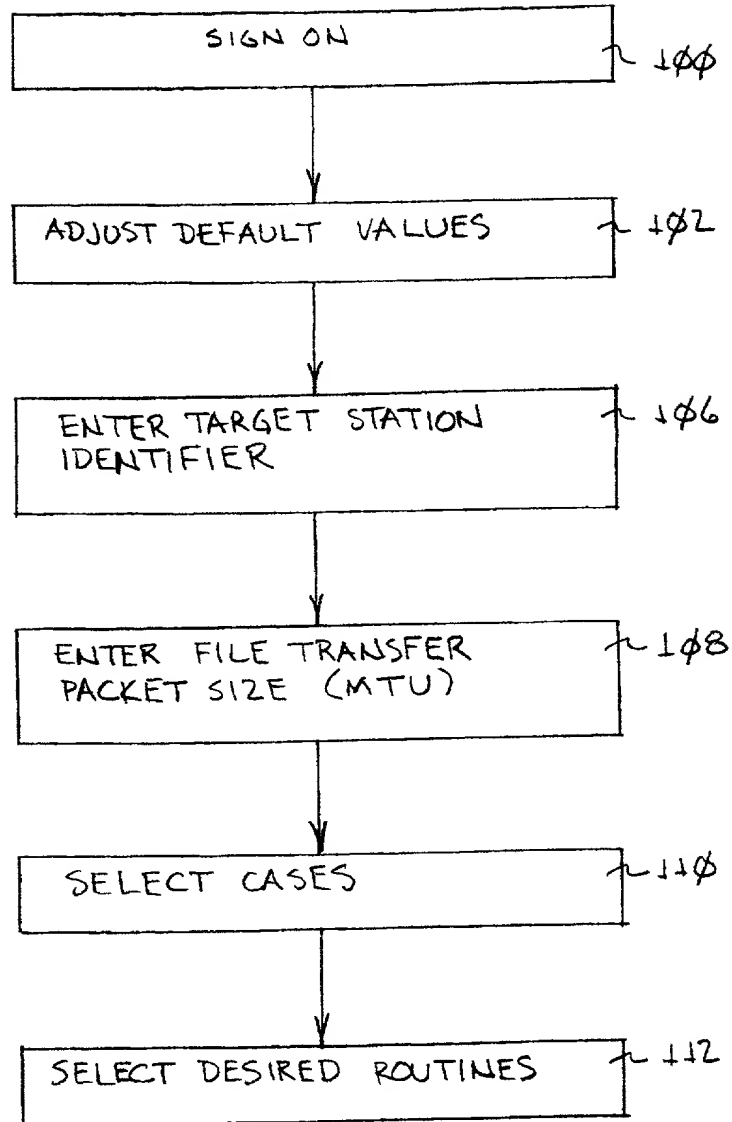 SIGN ON
100
ADJUST DEFAULT VALUES
102
ENTER TARGET STATION
IDENTIFIER
106
ENTER FILE TRANSFER
PACKET SIZE (MTU)
108
SELECT CASES
110
SELECT DESIRED ROUTINES
112